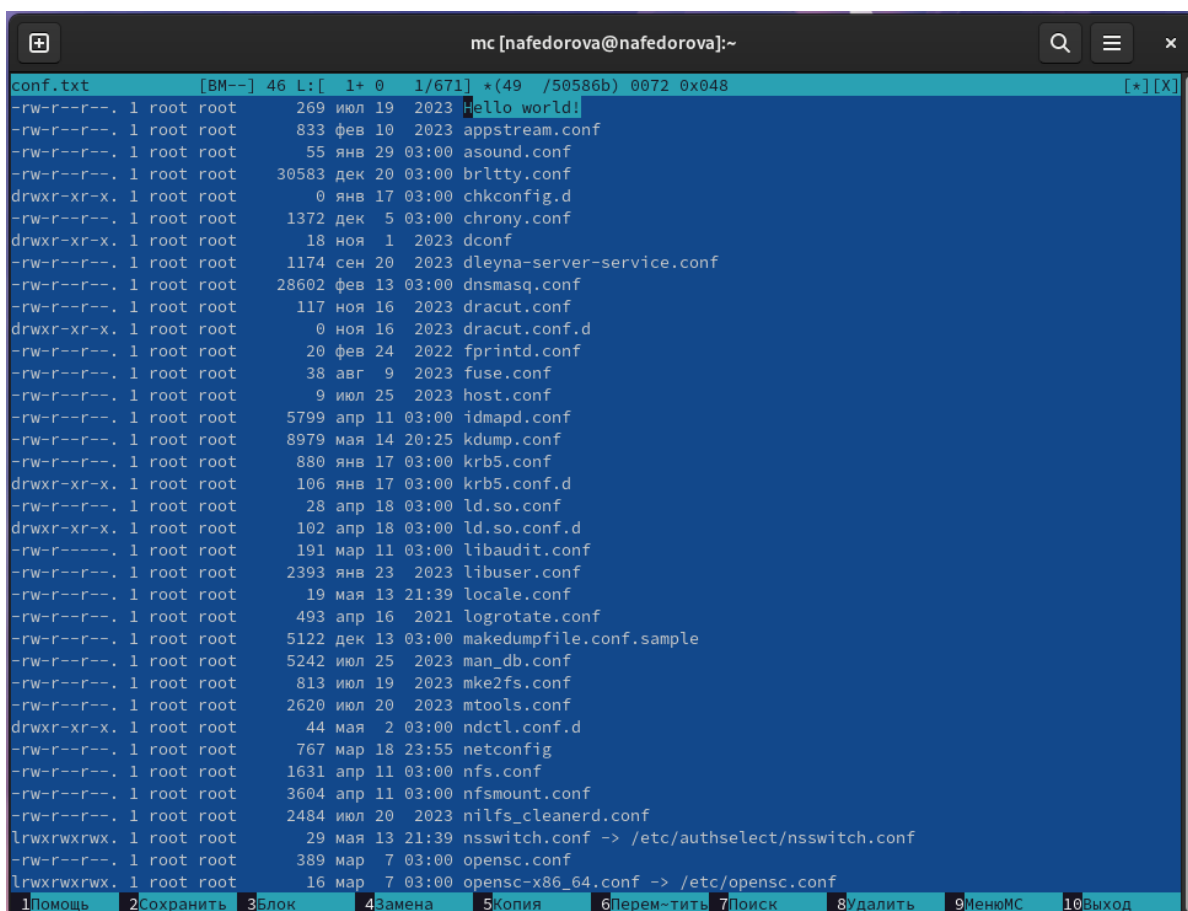 mc [nafedorova@nafedorova]:~
conf.txt           [BM--] 46 L:[  1+ 0   1/671] *(49  /50586b) 0072 0x048                                         [*][X]
-rw-r--r--. 1 root root      269 июл 19  2023 Hello world!
-rw-r--r--. 1 root root      833 фев 10  2023 appstream.conf
-rw-r--r--. 1 root root       55 янв 29 03:00 asound.conf
-rw-r--r--. 1 root root    30583 дек 20 03:00 brltty.conf
drwxr-xr-x. 1 root root        0 янв 17 03:00 chkconfig.d
-rw-r--r--. 1 root root     1372 дек  5 03:00 chrony.conf
drwxr-xr-x. 1 root root       18 ноя  1  2023 dconf
-rw-r--r--. 1 root root     1174 сен 20  2023 dleyna-server-service.conf
-rw-r--r--. 1 root root    28602 фев 13 03:00 dnsmasq.conf
-rw-r--r--. 1 root root      117 ноя 16  2023 dracut.conf
drwxr-xr-x. 1 root root        0 ноя 16  2023 dracut.conf.d
-rw-r--r--. 1 root root       20 фев 24  2022 fprintd.conf
-rw-r--r--. 1 root root       38 авг  9  2023 fuse.conf
-rw-r--r--. 1 root root        9 июл 25  2023 host.conf
-rw-r--r--. 1 root root     5799 апр 11 03:00 idmapd.conf
-rw-r--r--. 1 root root     8979 мая 14 20:25 kdump.conf
-rw-r--r--. 1 root root      880 янв 17 03:00 krb5.conf
drwxr-xr-x. 1 root root      106 янв 17 03:00 krb5.conf.d
-rw-r--r--. 1 root root       28 апр 18 03:00 ld.so.conf
drwxr-xr-x. 1 root root      102 апр 18 03:00 ld.so.conf.d
-rw-r-----. 1 root root      191 мар 11 03:00 libaudit.conf
-rw-r--r--. 1 root root     2393 янв 23  2023 libuser.conf
-rw-r--r--. 1 root root       19 мая 13 21:39 locale.conf
-rw-r--r--. 1 root root      493 апр 16  2021 logrotate.conf
-rw-r--r--. 1 root root     5122 дек 13 03:00 makedumpfile.conf.sample
-rw-r--r--. 1 root root     5242 июл 25  2023 man_db.conf
-rw-r--r--. 1 root root      813 июл 19  2023 mke2fs.conf
-rw-r--r--. 1 root root     2620 июл 20  2023 mtools.conf
drwxr-xr-x. 1 root root       44 мая  2 03:00 ndctl.conf.d
-rw-r--r--. 1 root root      767 мар 18 23:55 netconfig
-rw-r--r--. 1 root root     1631 апр 11 03:00 nfs.conf
-rw-r--r--. 1 root root     3604 апр 11 03:00 nfsmount.conf
-rw-r--r--. 1 root root     2484 июл 20  2023 nilfs_cleanerd.conf
lrwxrwxrwx. 1 root root       29 мая 13 21:39 nsswitch.conf -> /etc/authselect/nsswitch.conf
-rw-r--r--. 1 root root      389 мар  7 03:00 opensc.conf
lrwxrwxrwx. 1 root root       16 мар  7 03:00 opensc-x86_64.conf -> /etc/opensc.conf
1Помощь 2Сохранить 3Блок 4Замена 5Копия 6Перем~тить 7Поиск 8Удалить 9МенюМС 10Выход